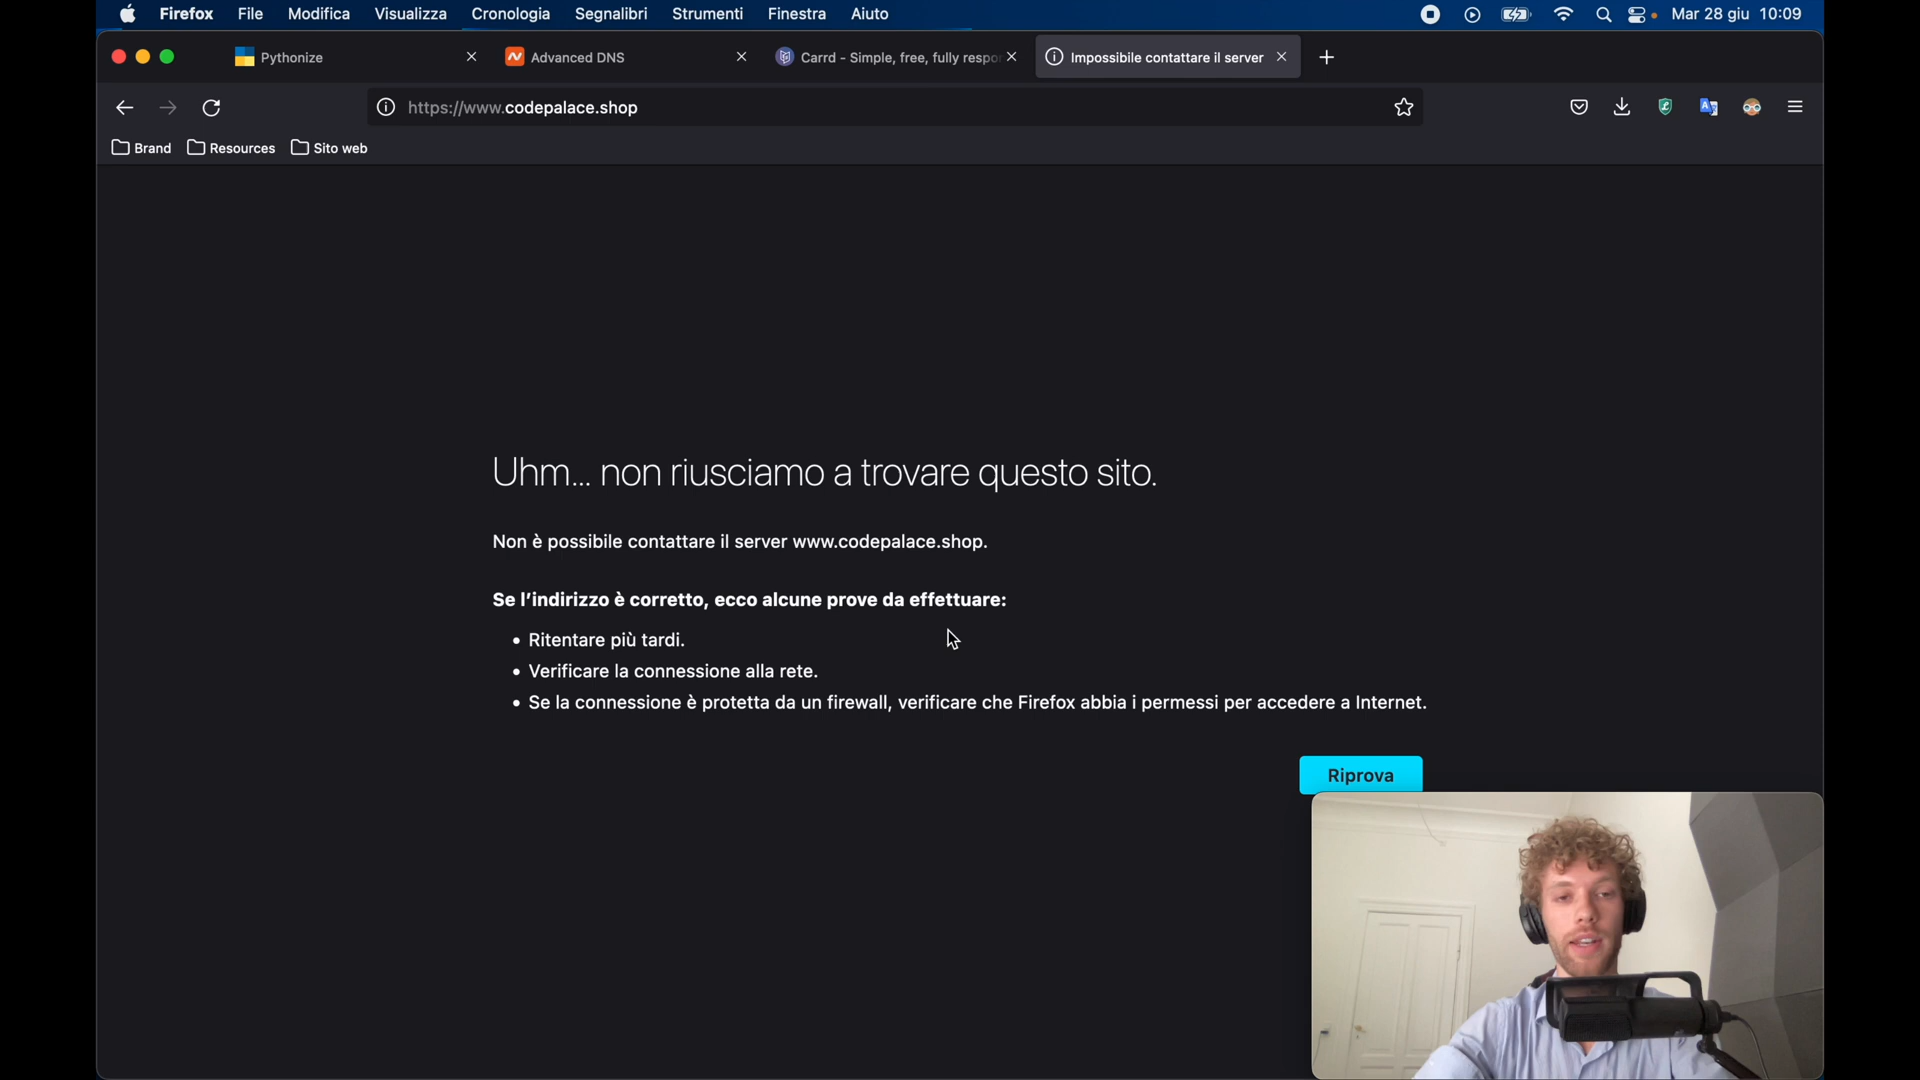 Firefox File Modifica Visualizza Cronologia Segnalibri Strumenti Finestra Aiuto Mar 28 giu 10:09
Pythonize Advanced DNS Carrd - Simple, free, fully respo Impossibile contattare il server
https://www.codepalace.shop
Brand Resources Sito web
Uhm... non riusciamo a trovare questo sito.
Non è possibile contattare il server www.codepalace.shop.
Se l'indirizzo è corretto, ecco alcune prove da effettuare:
• Ritentare più tardi.
• Verificare la connessione alla rete.
• Se la connessione è protetta da un firewall, verificare che Firefox abbia i permessi per accedere a Internet.
Riprova